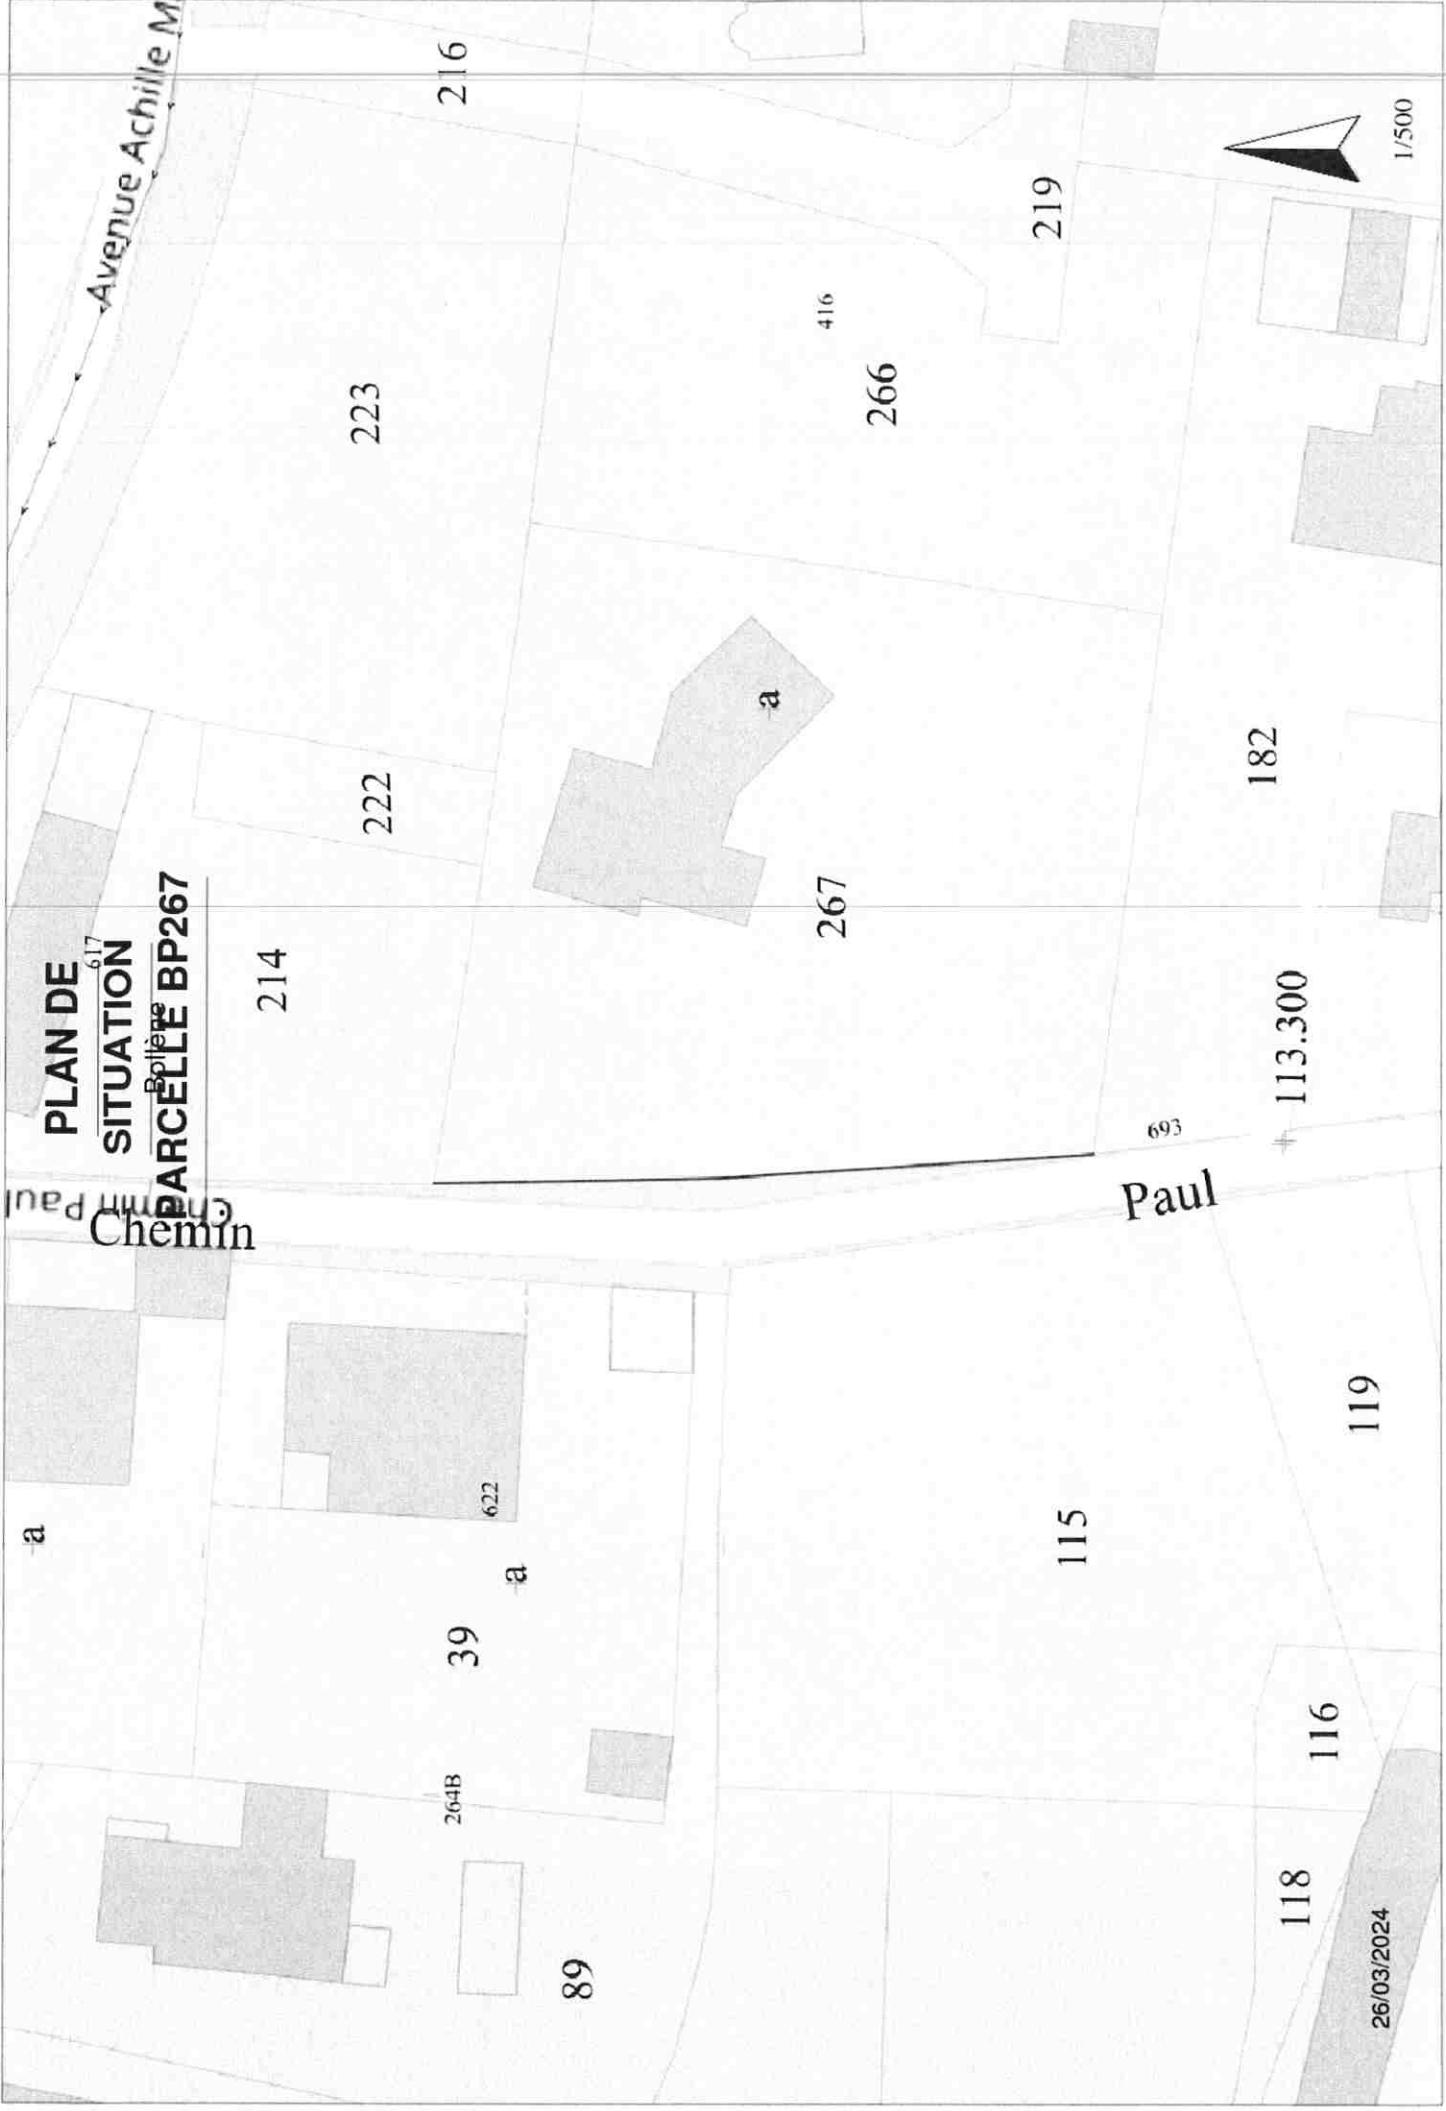 PLAN DE
SITUATION
PARCELLE BP267
Bollène
617
Avenue Achille M
Chemin Paul
Chemin
Paul
a
214
222
223
216
622
a
39
264B
89
a
267
416
266
219
693
115
182
113.300
119
116
118
26/03/2024
1/500